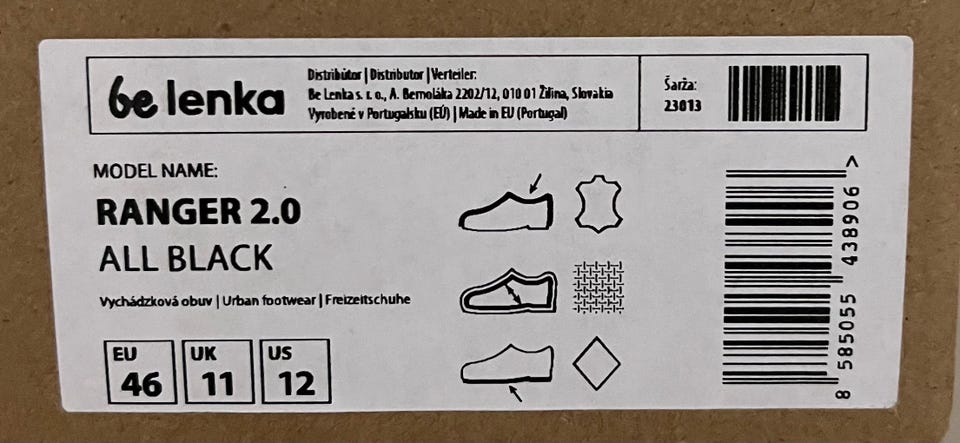 be lenka
Distribútor | Distributor | Verteiler:
Be Lenka s. r. o., A. Bernoláka 2202/12, 010 01 Žilina, Slovakia
Vyrobené v Portugalsku (EÚ) | Made in EU (Portugal)
Šarža:
23013
MODEL NAME:
RANGER 2.0
ALL BLACK
Vychádzková obuv | Urban footwear | Freizeitschuhe
EU
46
UK
11
US
12
8 585055 438906 >